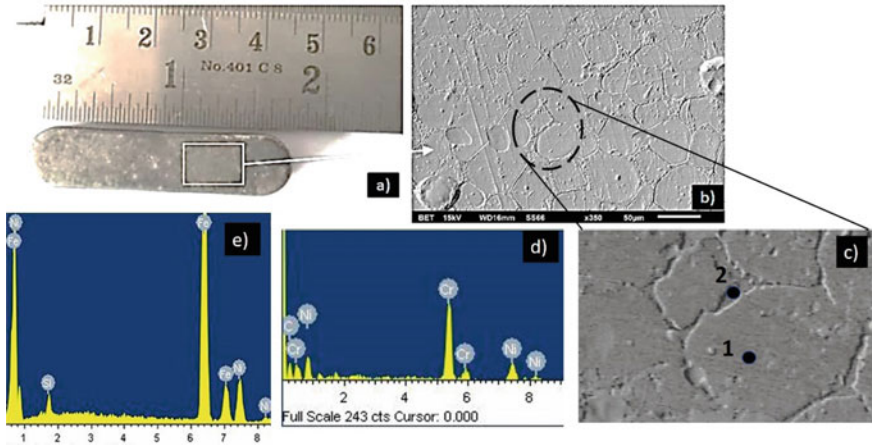 1 2 3 4 5 6
No.401 C 8
32
1 2
a)
b)
BET 15kV WD16mm SS66 x350 50µm
c)
2
1
e)
Ni
Fe
Si
Fe
Fe
Ni
Ni
1 2 3 4 5 6 7 8
d)
C
Cr
Ni
Cr
Cr
Ni
Ni
2 4 6 8
Full Scale 243 cts Cursor: 0.000